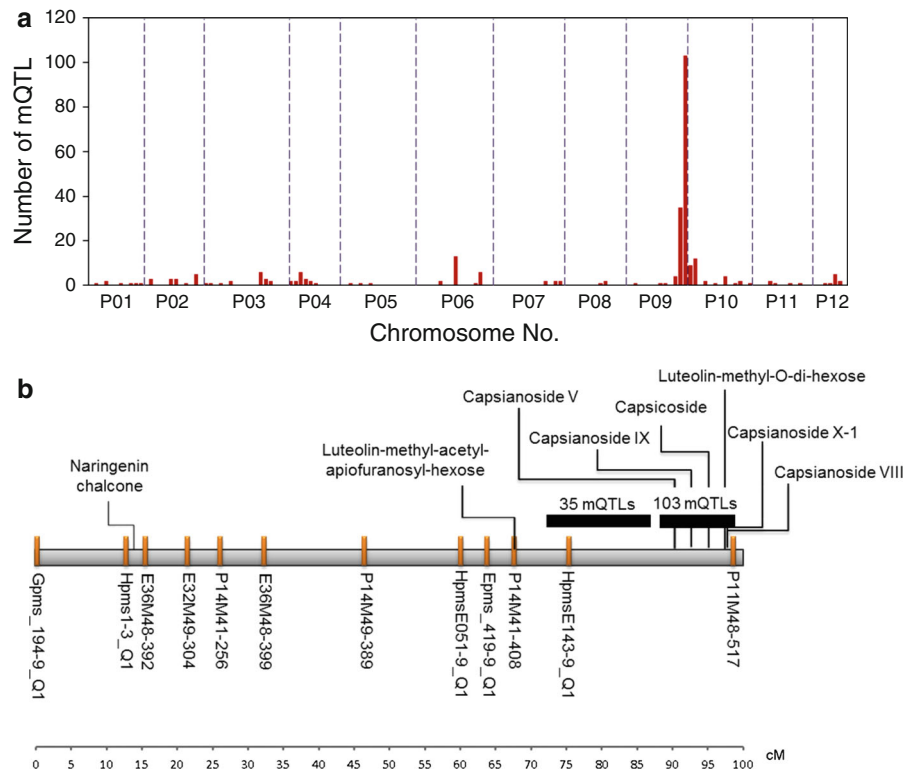 a
120
100
80
60
40
20
0
Number of mQTL
P01 P02 P03 P04 P05 P06 P07 P08 P09 P10 P11 P12
Chromosome No.
b
Luteolin-methyl-O-di-hexose
Capsianoside V
Capsicoside
Capsianoside IX
Capsianoside X-1
Luteolin-methyl-acetyl-
apiofuranosyl-hexose
Naringenin
chalcone
Capsianoside VIII
35 mQTLs
103 mQTLs
Gpms_194-9_Q1
Hpms1-3_Q1
E36M48-392
E32M49-304
P14M41-256
E36M48-399
P14M49-389
HpmsE051-9_Q1
Epms_419-9_Q1
P14M41-408
HpmsE143-9_Q1
P11M48-517
0 5 10 15 20 25 30 35 40 45 50 55 60 65 70 75 80 85 90 95 100 cM